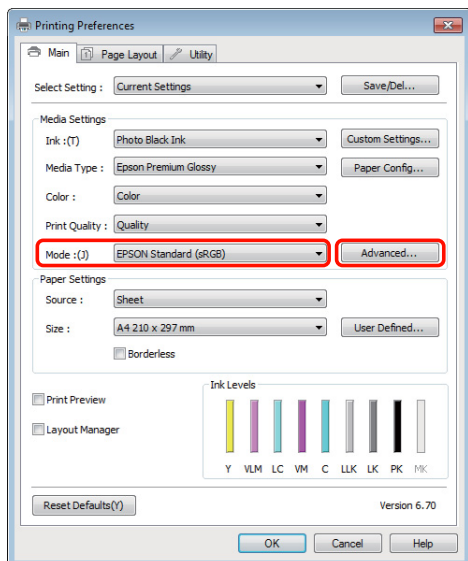 Printing Preferences
Main Page Layout Utility
Select Setting : Current Settings Save/Del...
Media Settings
Ink :(T) Photo Black Ink Custom Settings...
Media Type : Epson Premium Glossy Paper Config...
Color : Color
Print Quality : Quality
Mode :(J) EPSON Standard (sRGB) Advanced...
Paper Settings
Source : Sheet
Size : A4 210 x 297 mm User Defined...
Borderless
Ink Levels
Print Preview
Layout Manager
Y VLM LC VM C LLK LK PK MK
Reset Defaults(Y) Version 6.70
OK Cancel Help